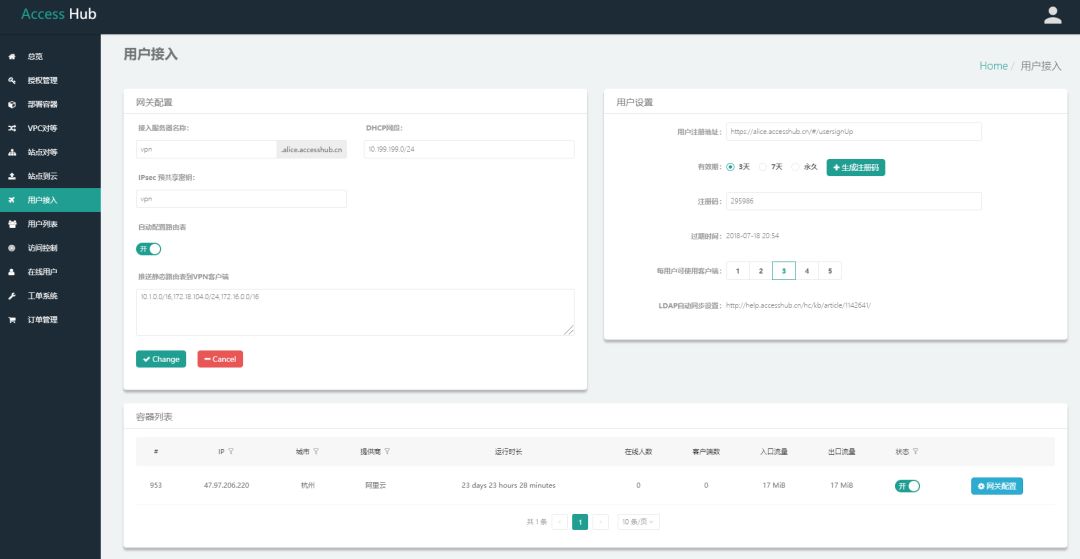 Access Hub
总览
授权管理
部署容器
VPC对等
站点对等
站点到云
用户接入
用户列表
访问控制
在线用户
工单系统
订单管理
用户接入
Home / 用户接入
网关配置
接入服务器名称：
DHCP网段：
vpn .alice.accesshub.cn
10.199.199.0/24
IPsec 预共享密钥：
vpn
自动配置路由表
开
推送静态路由表到VPN客户端
10.1.0.0/16,172.18.104.0/24,172.16.0.0/16
Change Cancel
用户设置
用户注册地址： https://alice.accesshub.cn/#/usersignUp
有效期： 3天 7天 永久 生成注册码
注册码： 295986
过期时间： 2018-07-18 20:54
每用户可使用客户端： 1 2 3 4 5
LDAP自动同步设置： http://help.accesshub.cn/hc/kb/article/1142641/
容器列表
# IP 城市 提供商 运行时长 在线人数 客户端数 入口流量 出口流量 状态
953 47.97.206.220 杭州 阿里云 23 days 23 hours 28 minutes 0 0 17 MiB 17 MiB 开 网关配置
共 1 条 < 1 > 10 条/页